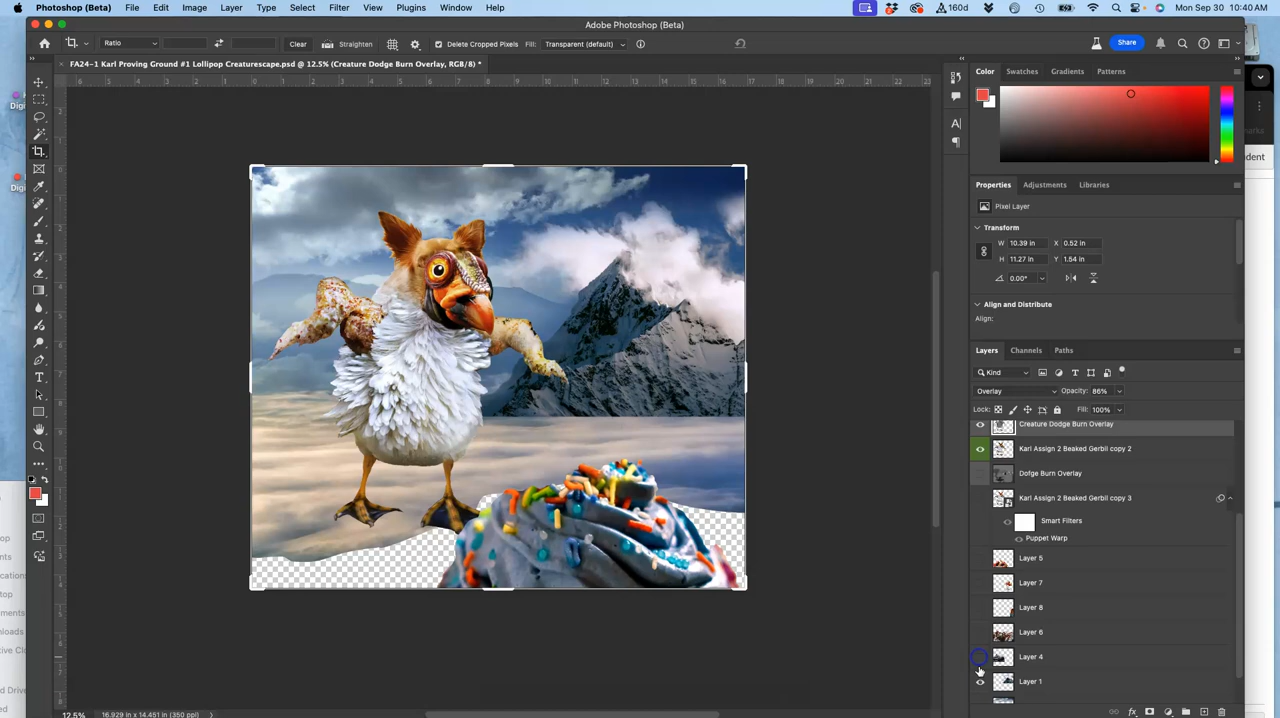 Photoshop (Beta) File Edit Image Layer Type Select Filter View Plugins Window Help 160d Mon Sep 30 10:40 AM
Adobe Photoshop (Beta)
Ratio Clear Straighten Delete Cropped Pixels Fill: Transparent (default) Share
FA24-1 Karl Proving Ground #1 Lollipop Creaturescape.psd @ 12.5% (Creature Dodge Burn Overlay, RGB/8) *
Color Swatches Gradients Patterns
Properties Adjustments Libraries
Pixel Layer
Transform
W 10.39 in X 0.52 in
H 11.27 in Y 1.54 in
0.00°
Align and Distribute
Align:
Layers Channels Paths
Kind
Overlay Opacity: 86%
Lock: Fill: 100%
Creature Dodge Burn Overlay
Karl Assign 2 Beaked Gerbil copy 2
Dofge Burn Overlay
Karl Assign 2 Beaked Gerbil copy 3
Smart Filters
Puppet Warp
Layer 5
Layer 7
Layer 8
Layer 6
Layer 4
Layer 1
12.5% 16.929 in x 14.451 in (350 ppi)